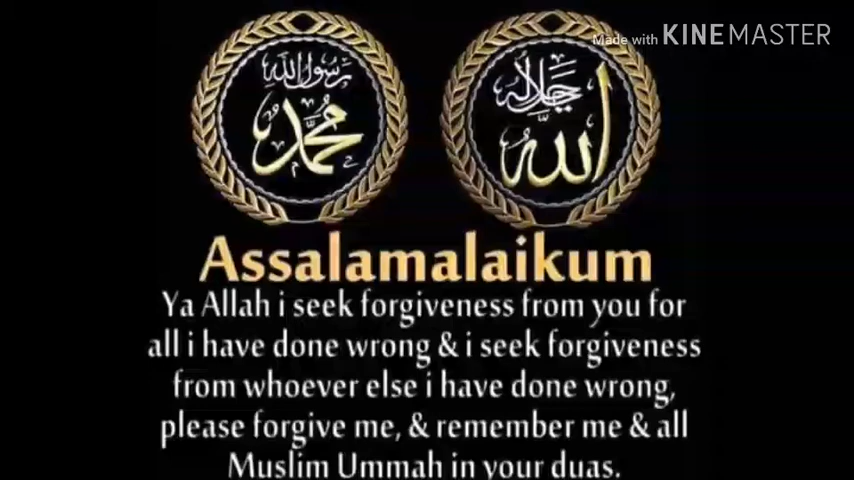 Made with KINEMASTER
رسول الله
محمد
جلاله
الله
Assalamalaikum
Ya Allah i seek forgiveness from you for
all i have done wrong & i seek forgiveness
from whoever else i have done wrong,
please forgive me, & remember me & all
Muslim Ummah in your duas.